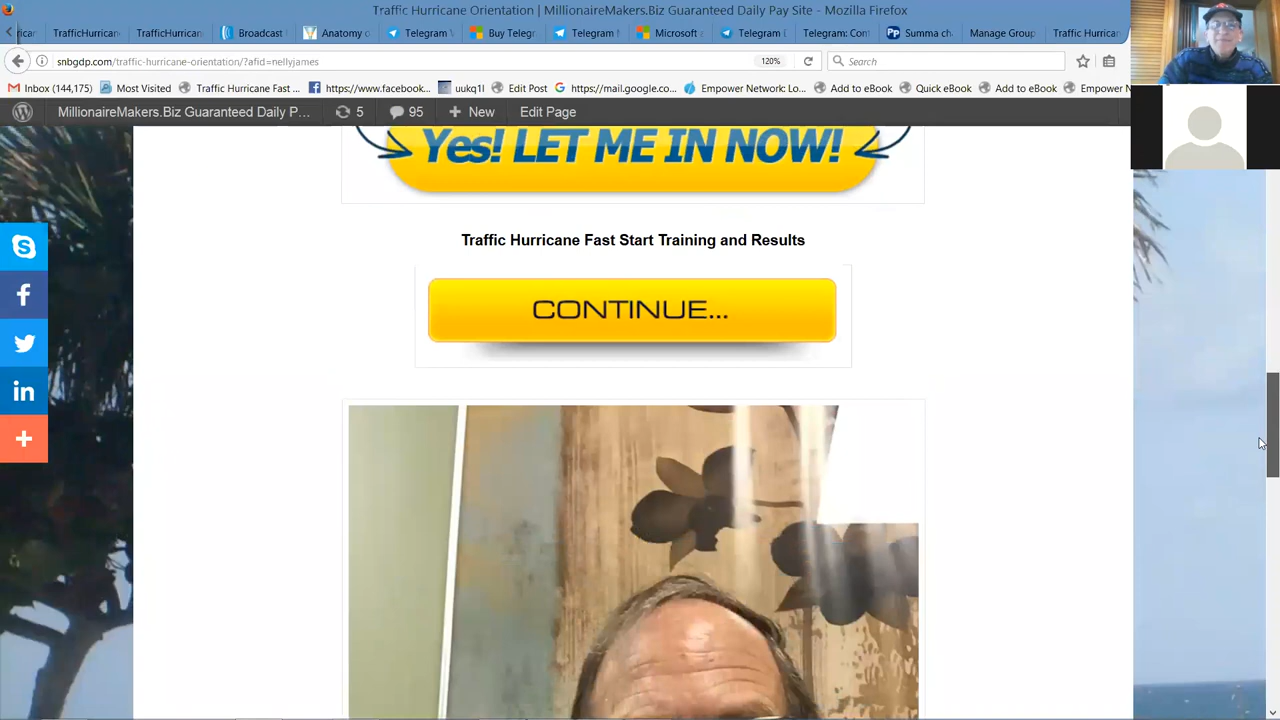 Traffic Hurricane Orientation | MillionaireMakers.Biz Guaranteed Daily Pay Site - Mozilla Firefox
TrafficHurrican
TrafficHurrican
Broadcast
Anatomy o
Buy Telegr
Telegram
Microsoft
Telegram
Telegram: Con
Summa ch
Manage Group
Traffic Hurrican
snbgdp.com/traffic-hurricane-orientation/?afid=nellyjames
120%
Search
Inbox (144,175)
Most Visited
Traffic Hurricane Fast ...
https://www.facebook...
Edit Post
https://mail.google.co...
Empower Network: Lo...
Add to eBook
Quick eBook
Add to eBook
Empower N
MillionaireMakers.Biz Guaranteed Daily P...
5
95
+ New
Edit Page
Yes! LET ME IN NOW!
Traffic Hurricane Fast Start Training and Results
CONTINUE...